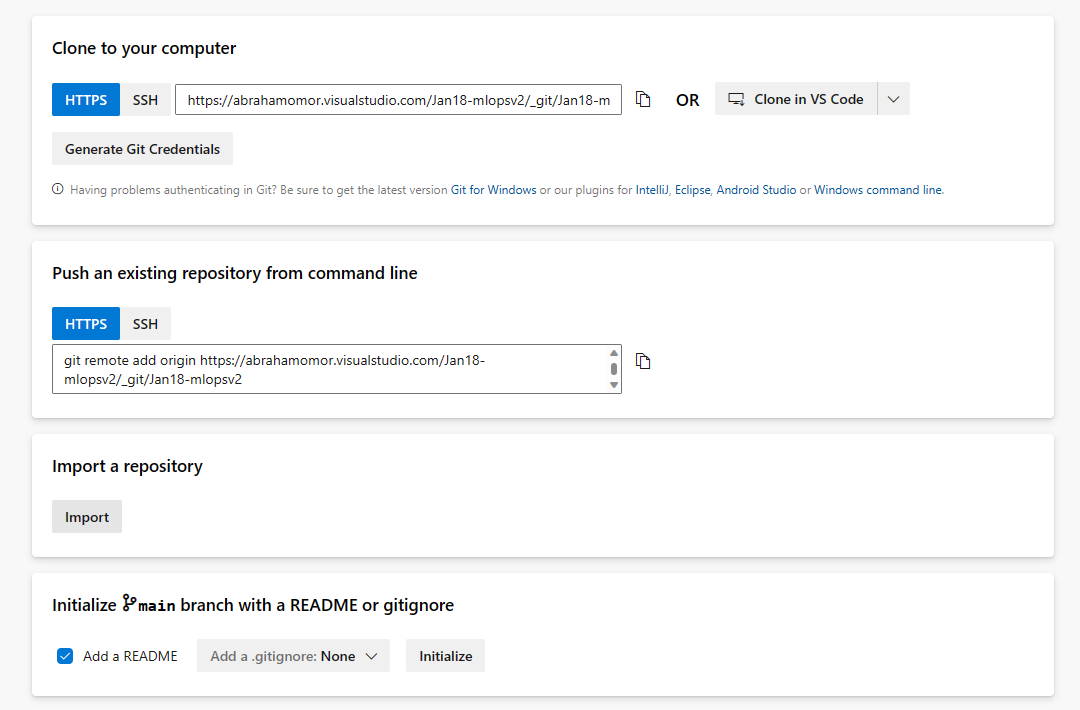 Clone to your computer
HTTPS SSH https://abrahamomor.visualstudio.com/Jan18-mlopsv2/_git/Jan18-m OR Clone in VS Code
Generate Git Credentials
Having problems authenticating in Git? Be sure to get the latest version Git for Windows or our plugins for IntelliJ, Eclipse, Android Studio or Windows command line.
Push an existing repository from command line
HTTPS SSH
git remote add origin https://abrahamomor.visualstudio.com/Jan18-
mlopsv2/_git/Jan18-mlopsv2
Import a repository
Import
Initialize main branch with a README or gitignore
Add a README Add a .gitignore: None Initialize